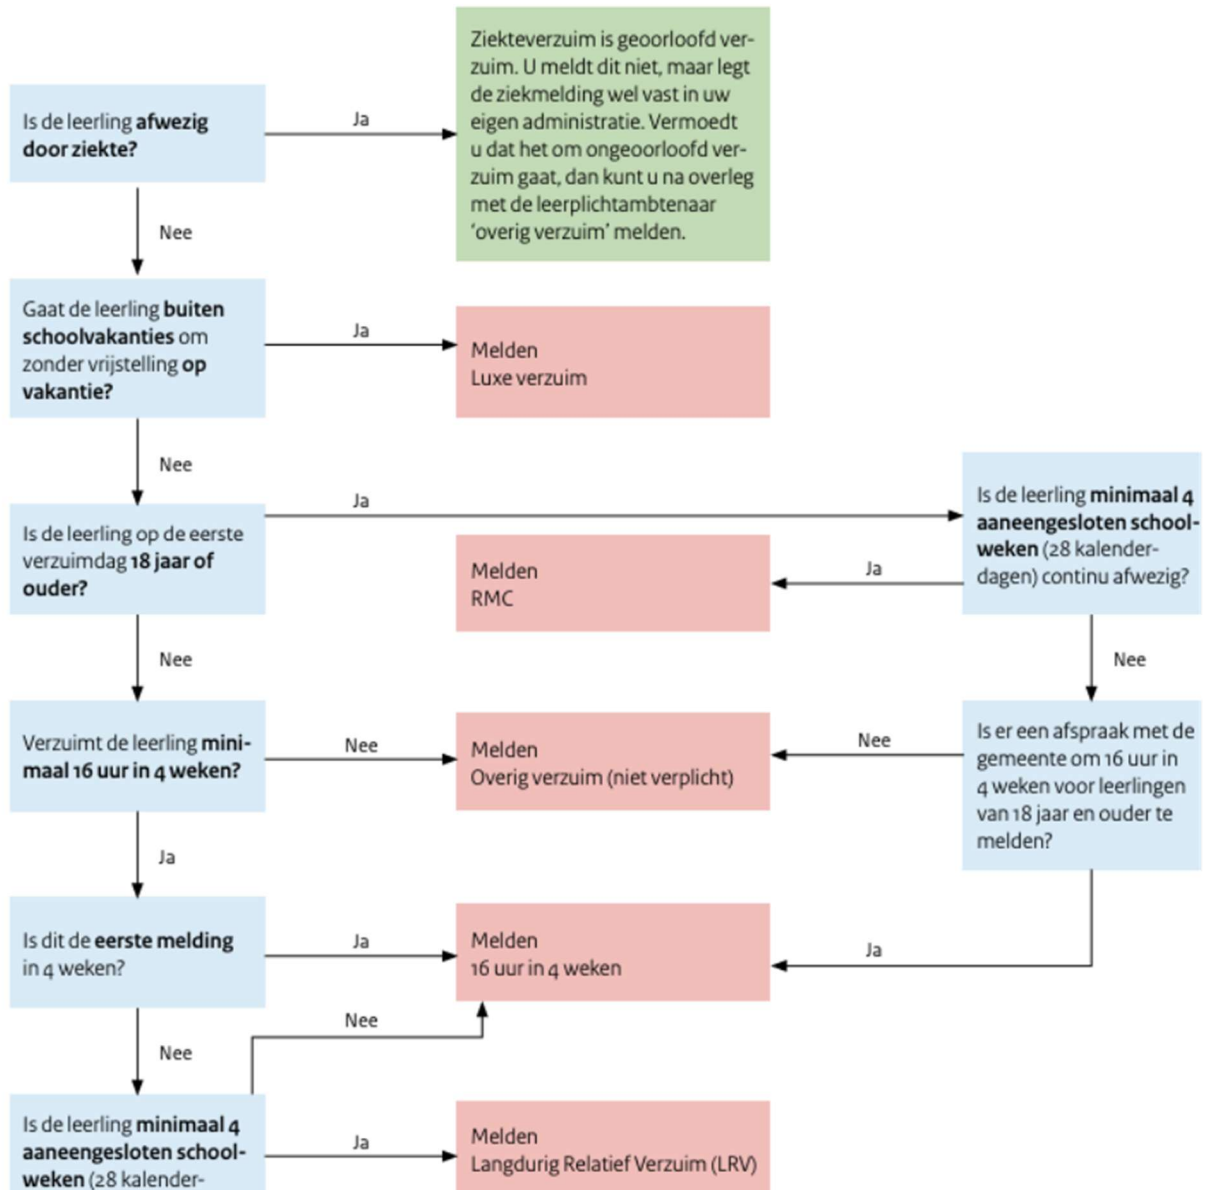 Ziekteverzuim is geoorloofd ver-
zuim. U meldt dit niet, maar legt
de ziekmelding wel vast in uw
eigen administratie. Vermoedt
u dat het om ongeoorloofd ver-
zuim gaat, dan kunt u na overleg
met de leerplichtambtenaar
‘overig verzuim’ melden.
Is de leerling afwezig
door ziekte?
Ja
Nee
Gaat de leerling buiten
schoolvakanties om
zonder vrijstelling op
vakantie?
Ja
Melden
Luxe verzuim
Nee
Is de leerling op de eerste
verzuimdag 18 jaar of
ouder?
Ja
Is de leerling minimaal 4
aaneengesloten school-
weken (28 kalender-
dagen) continu afwezig?
Ja
Melden
RMC
Nee
Nee
Verzuimt de leerling mini-
maal 16 uur in 4 weken?
Nee
Melden
Overig verzuim (niet verplicht)
Nee
Is er een afspraak met de
gemeente om 16 uur in
4 weken voor leerlingen
van 18 jaar en ouder te
melden?
Ja
Is dit de eerste melding
in 4 weken?
Ja
Melden
16 uur in 4 weken
Ja
Nee
Nee
Is de leerling minimaal 4
aaneengesloten school-
weken (28 kalender-
Ja
Melden
Langdurig Relatief Verzuim (LRV)